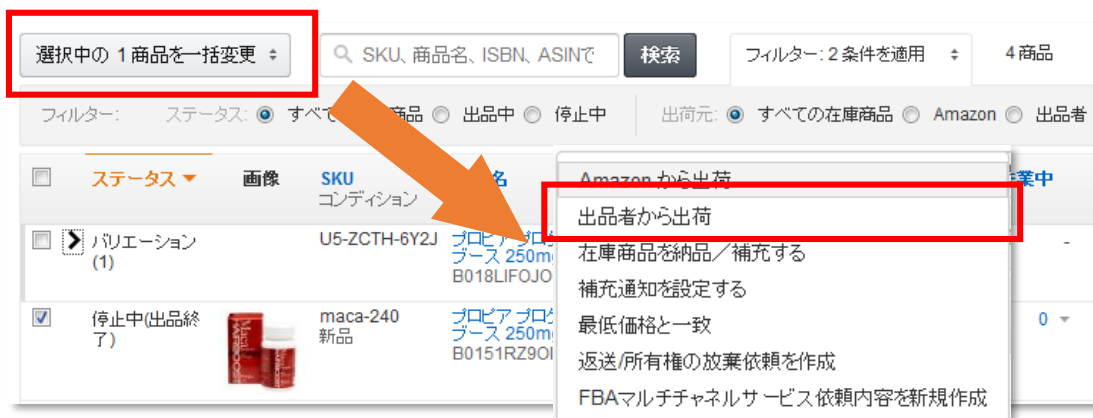 選択中の 1商品を一括変更
SKU、商品名、ISBN、ASINで
検索
フィルター: 2 条件を適用
4 商品
フィルター:
ステータス:
すべて
商品
出品中
停止中
出荷元:
すべての在庫商品
Amazon
出品者
ステータス
画像
SKU
コンディション
名
業中
バリエーション
(1)
U5-ZCTH-6Y2J
プロピア プログ
ブース 250mg
B018LIFOJO
-
停止中(出品終
了)
maca-240
新品
プロピア プログ
ブース 250mg
B0151RZ9OI
0
Amazon から出荷
出品者から出荷
在庫商品を納品／補充する
補充通知を設定する
最低価格と一致
返送/所有権の放棄依頼を作成
FBAマルチチャネルサービス依頼内容を新規作成